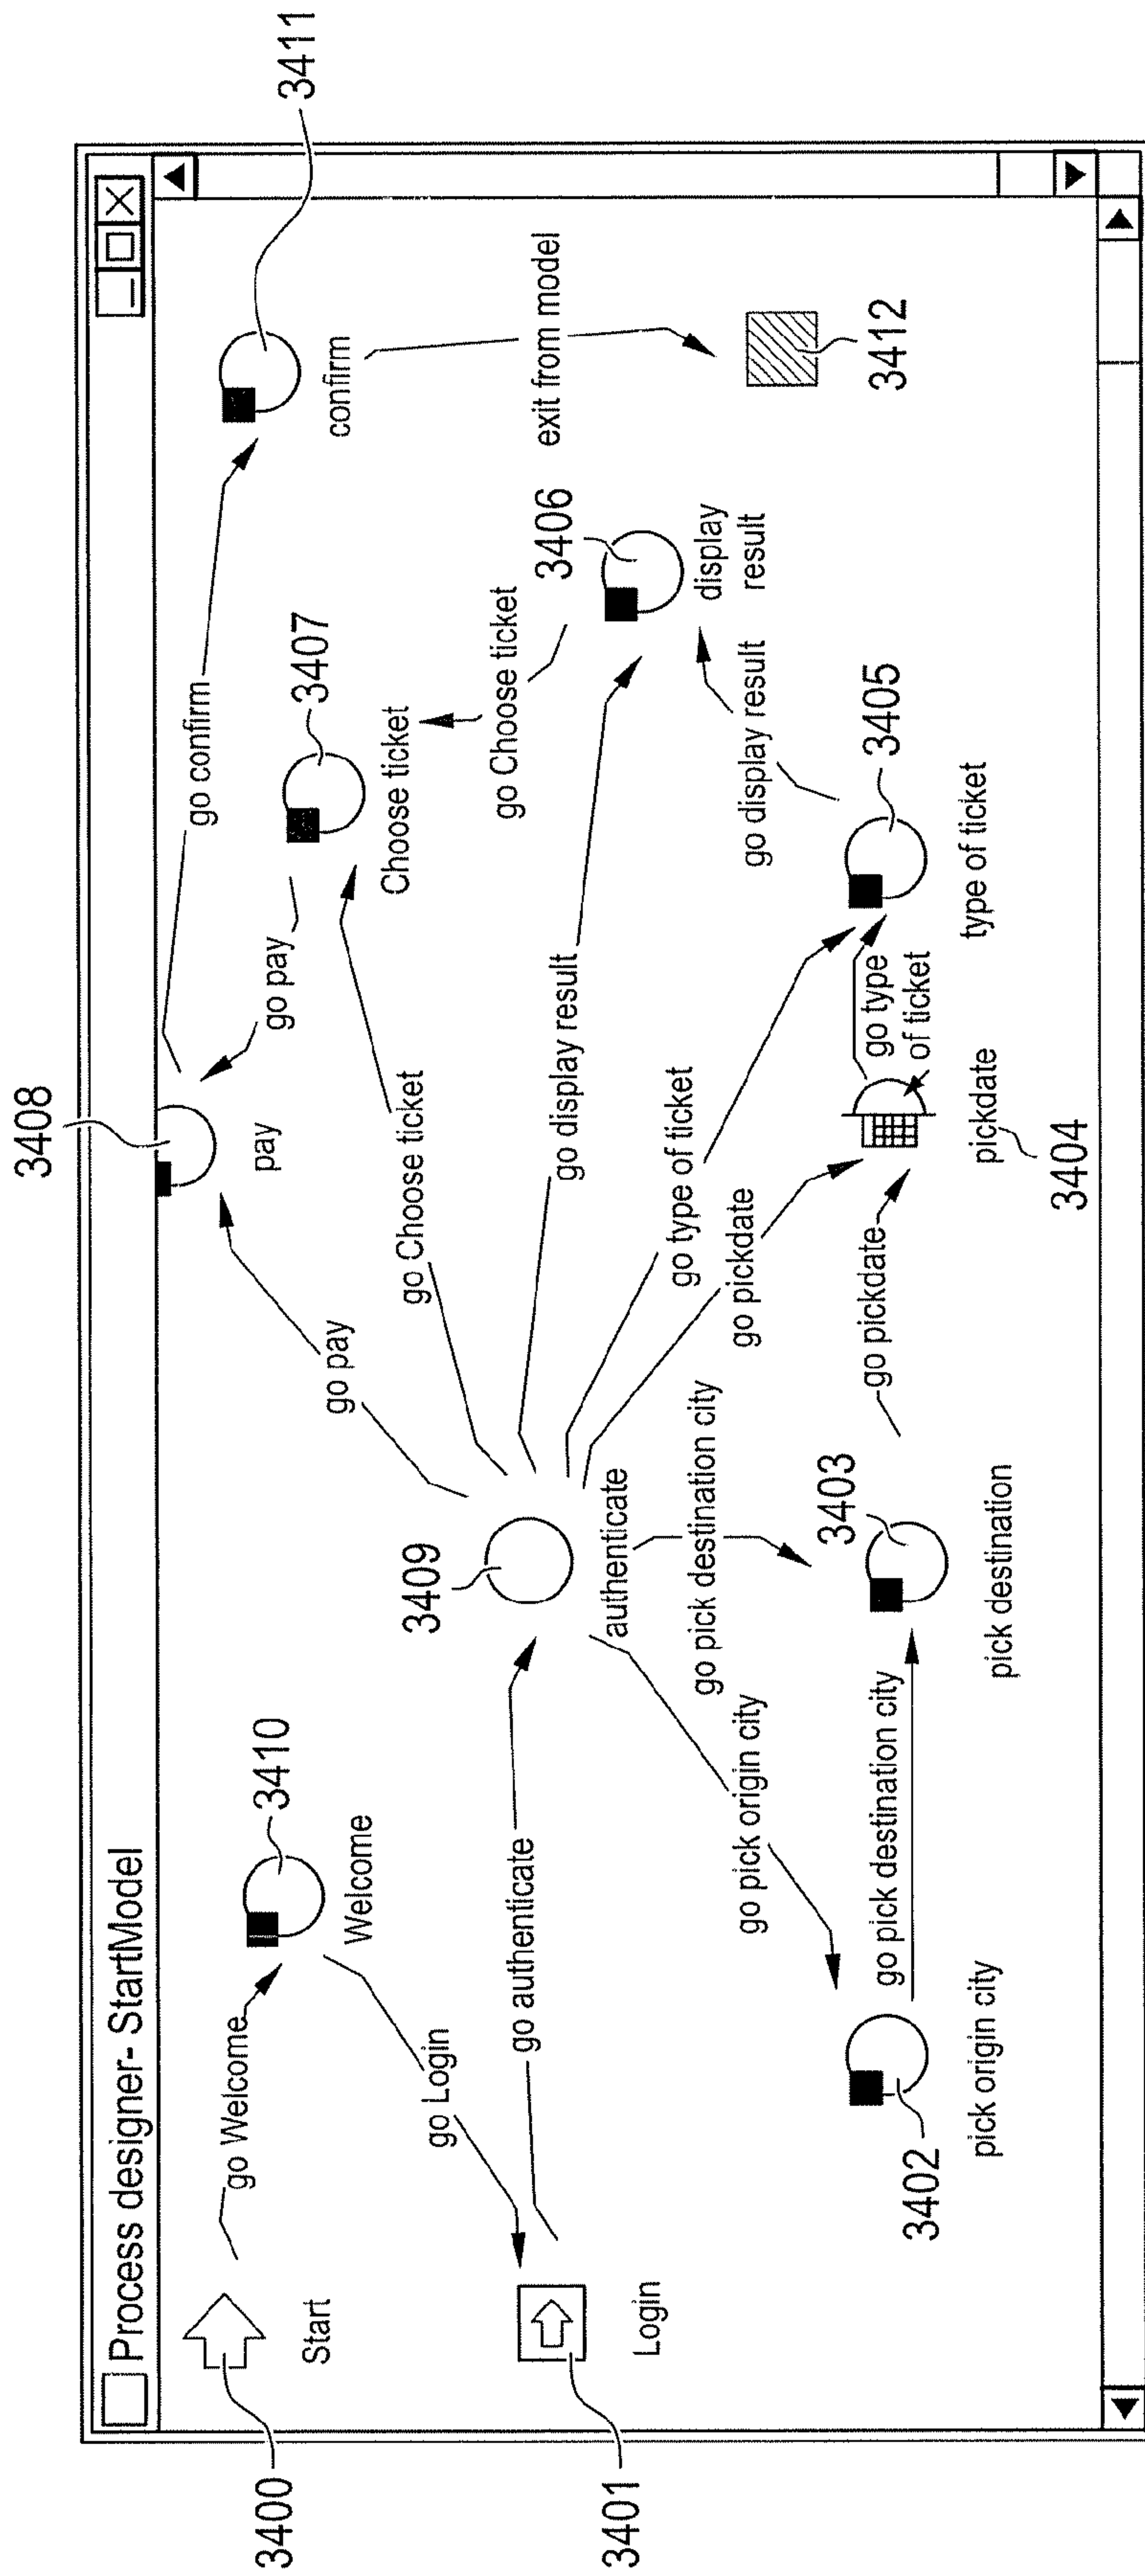 Process designer- StartModel
3400
Start
go Welcome
3410
Welcome
go Login
3401
Login
go authenticate
3409
authenticate
go pick origin city
3402
pick origin city
go pick destination city
go pick destination city
3403
pick destination
go pickdate
go pickdate
pickdate
3404
go type of ticket
go type
of ticket
3405
type of ticket
go display result
go display result
3406
display
result
go Choose ticket
go Choose ticket
3407
Choose ticket
go pay
go pay
3408
pay
go confirm
3411
confirm
exit from model
3412